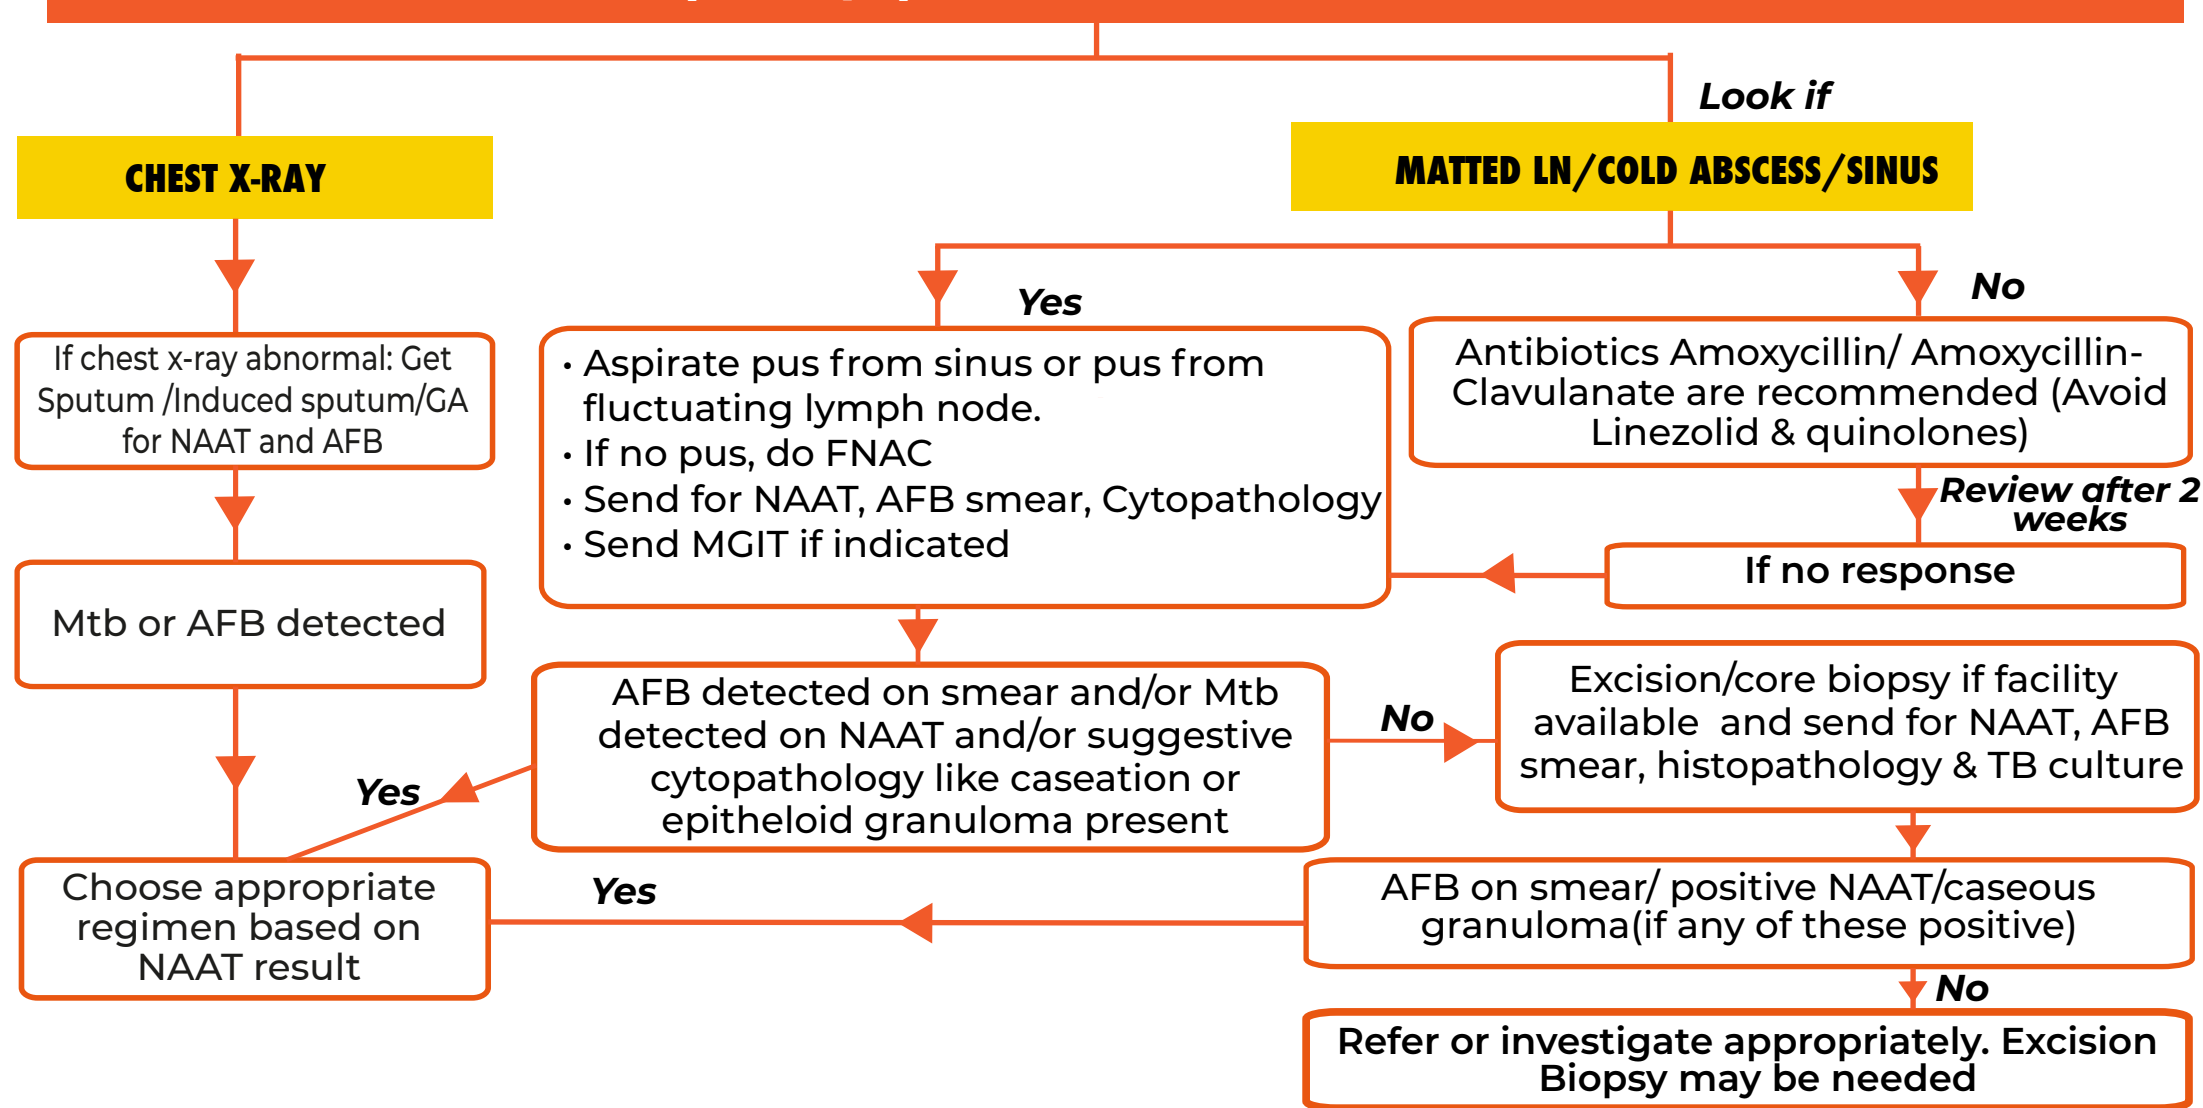 Look if
CHEST X-RAY
MATTED LN/COLD ABSCESS/SINUS
Yes
No
If chest x-ray abnormal: Get
Sputum /Induced sputum/GA
for NAAT and AFB
• Aspirate pus from sinus or pus from
fluctuating lymph node.
• If no pus, do FNAC
• Send for NAAT, AFB smear, Cytopathology
• Send MGIT if indicated
Antibiotics Amoxycillin/ Amoxycillin-
Clavulanate are recommended (Avoid
Linezolid & quinolones)
Review after 2
weeks
If no response
Mtb or AFB detected
AFB detected on smear and/or Mtb
detected on NAAT and/or suggestive
cytopathology like caseation or
epitheloid granuloma present
No
Excision/core biopsy if facility
available and send for NAAT, AFB
smear, histopathology & TB culture
Yes
Choose appropriate
regimen based on
NAAT result
Yes
AFB on smear/ positive NAAT/caseous
granuloma(if any of these positive)
No
Refer or investigate appropriately. Excision
Biopsy may be needed